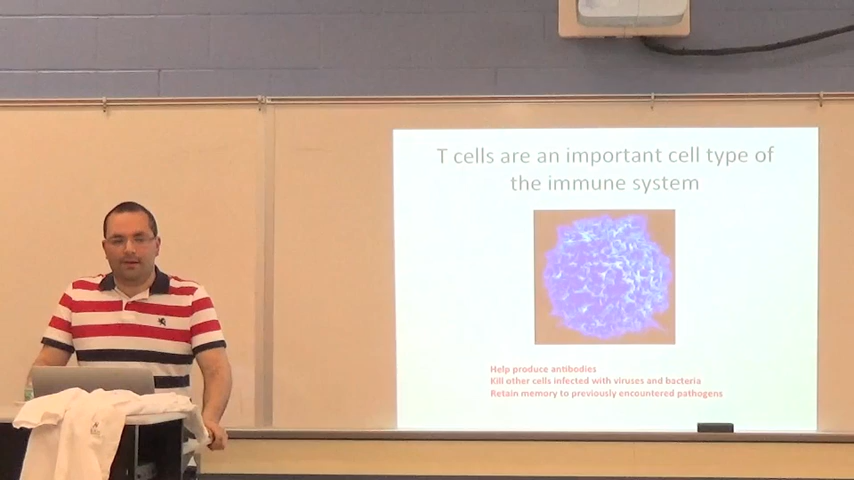 T cells are an important cell type of
the immune system
Help produce antibodies
Kill other cells infected with viruses and bacteria
Retain memory to previously encountered pathogens